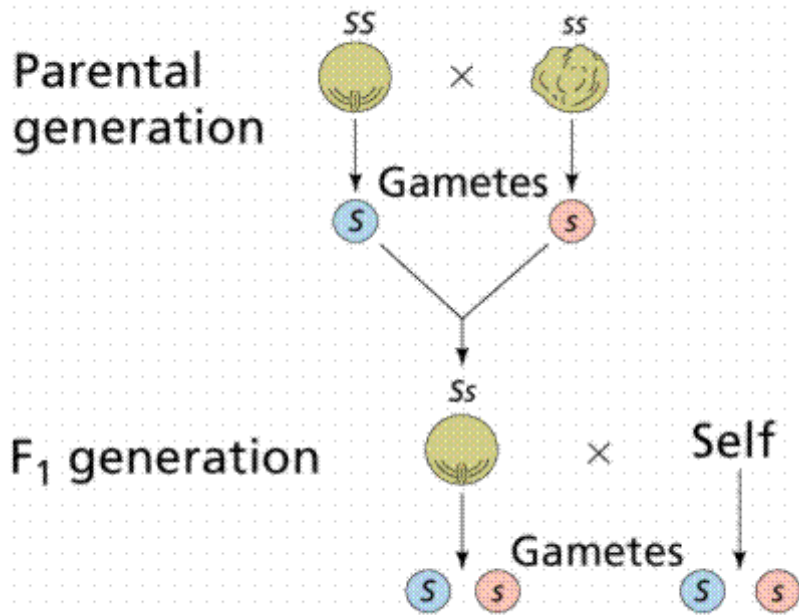 SS ss
Parental
generation
×
Gametes
S s
Ss
F₁ generation × Self
Gametes
S s S s